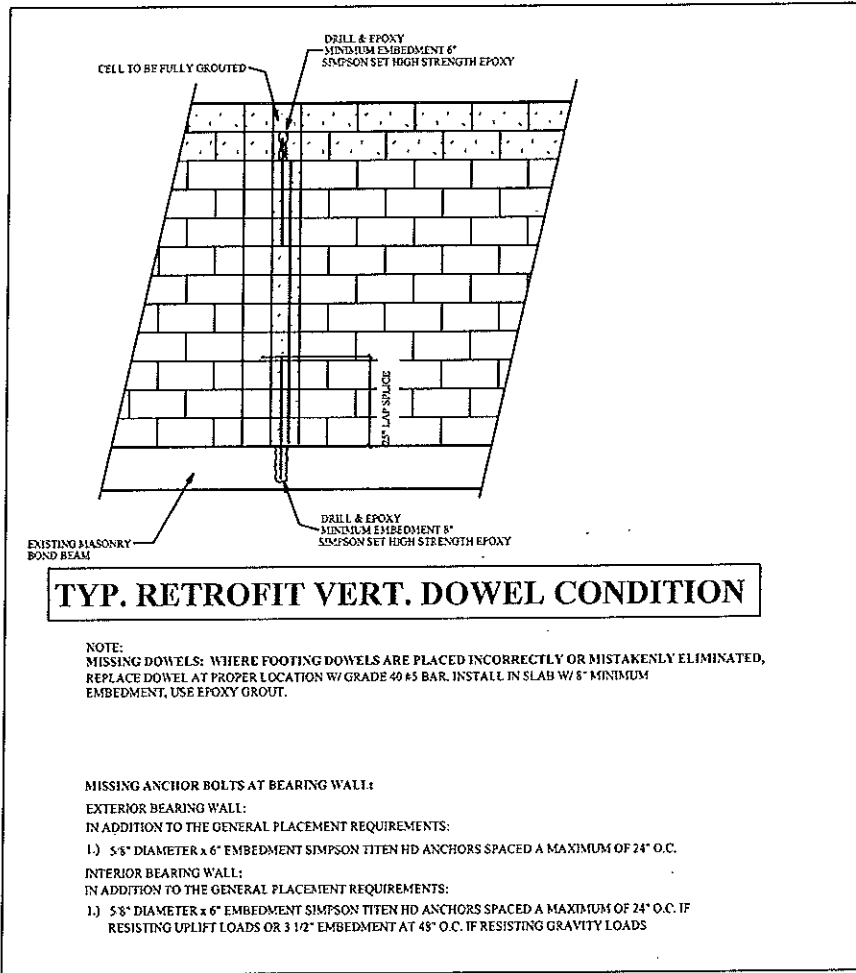 DRILL & EPOXY
MINIMUM EMBEDMENT 6"
SIMPSON SET HIGH STRENGTH EPOXY
CELL TO BE FULLY GROUTED
25" LAP SPLICE
DRILL & EPOXY
MINIMUM EMBEDMENT 8"
SIMPSON SET HIGH STRENGTH EPOXY
EXISTING MASONRY
BOND BEAM
TYP. RETROFIT VERT. DOWEL CONDITION
NOTE:
MISSING DOWELS: WHERE FOOTING DOWELS ARE PLACED INCORRECTLY OR MISTAKENLY ELIMINATED,
REPLACE DOWEL AT PROPER LOCATION W/ GRADE 40 #5 BAR. INSTALL IN SLAB W/ 8" MINIMUM
EMBEDMENT, USE EPOXY GROUT.
MISSING ANCHOR BOLTS AT BEARING WALL:
EXTERIOR BEARING WALL:
IN ADDITION TO THE GENERAL PLACEMENT REQUIREMENTS:
1.) 5/8" DIAMETER x 6" EMBEDMENT SIMPSON TITEN HD ANCHORS SPACED A MAXIMUM OF 24" O.C.
INTERIOR BEARING WALL:
IN ADDITION TO THE GENERAL PLACEMENT REQUIREMENTS:
1.) 5/8" DIAMETER x 6" EMBEDMENT SIMPSON TITEN HD ANCHORS SPACED A MAXIMUM OF 24" O.C. IF
RESISTING UPLIFT LOADS OR 3 1/2" EMBEDMENT AT 48" O.C. IF RESISTING GRAVITY LOADS